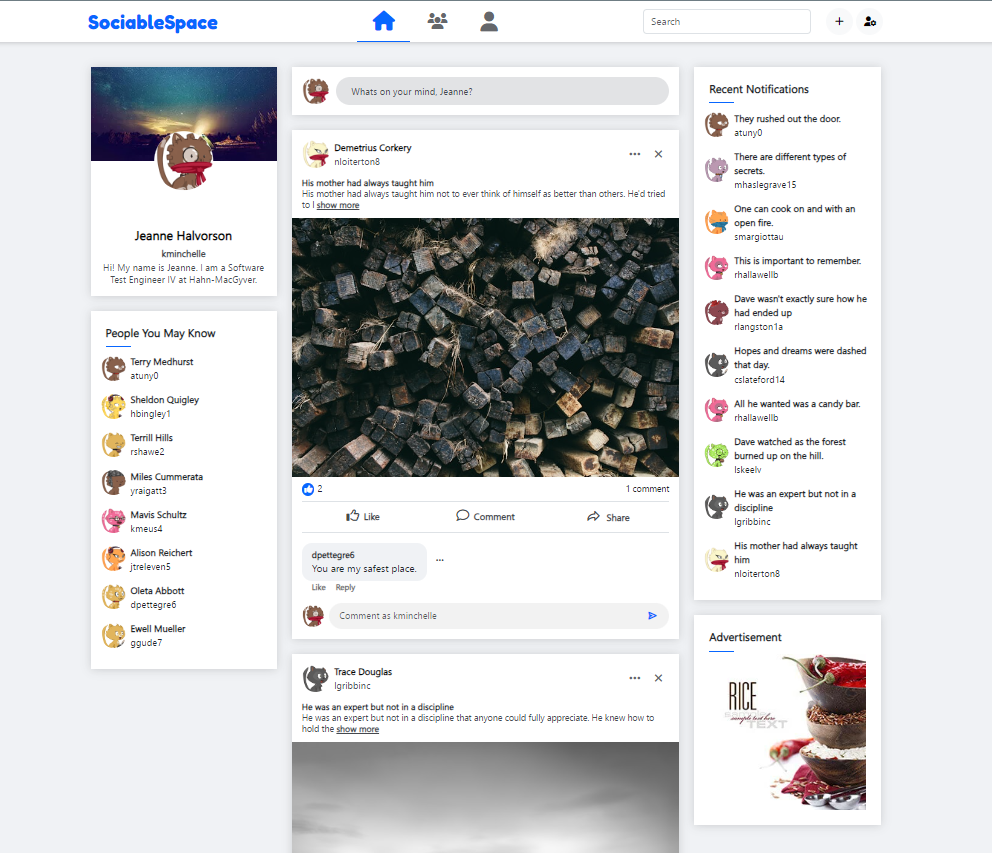 SociableSpace
Search
Jeanne Halvorson
kminchelle
Hi! My name is Jeanne. I am a Software
Test Engineer IV at Hahn-MacGyver.
People You May Know
Terry Medhurst
atuny0
Sheldon Quigley
hbingley1
Terrill Hills
rshawe2
Miles Cummerata
yraigatt3
Mavis Schultz
kmeus4
Alison Reichert
jtreleven5
Oleta Abbott
dpettegre6
Ewell Mueller
ggude7
Whats on your mind, Jeanne?
Demetrius Corkery
nloiterton8
His mother had always taught him
His mother had always taught him not to ever think of himself as better than others. He'd tried
to l show more
2
1 comment
Like
Comment
Share
dpettegre6
You are my safest place.
Like Reply
Comment as kminchelle
Trace Douglas
lgribbinc
He was an expert but not in a discipline
He was an expert but not in a discipline that anyone could fully appreciate. He knew how to
hold the show more
Recent Notifications
They rushed out the door.
atuny0
There are different types of
secrets.
mhaslegrave15
One can cook on and with an
open fire.
smargiottau
This is important to remember.
rhallawellb
Dave wasn't exactly sure how he
had ended up
rlangston1a
Hopes and dreams were dashed
that day.
cslateford14
All he wanted was a candy bar.
rhallawellb
Dave watched as the forest
burned up on the hill.
lskeelv
He was an expert but not in a
discipline
lgribbinc
His mother had always taught
him
nloiterton8
Advertisement
RICE
sample text here
TEXT